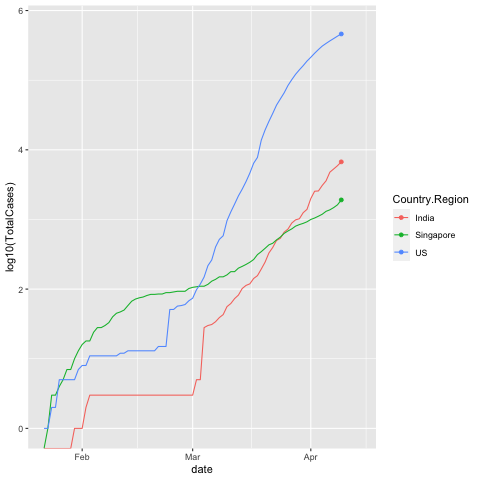 log10(TotalCases)
6
4
2
0
Feb
Mar
Apr
date
Country.Region
India
Singapore
US